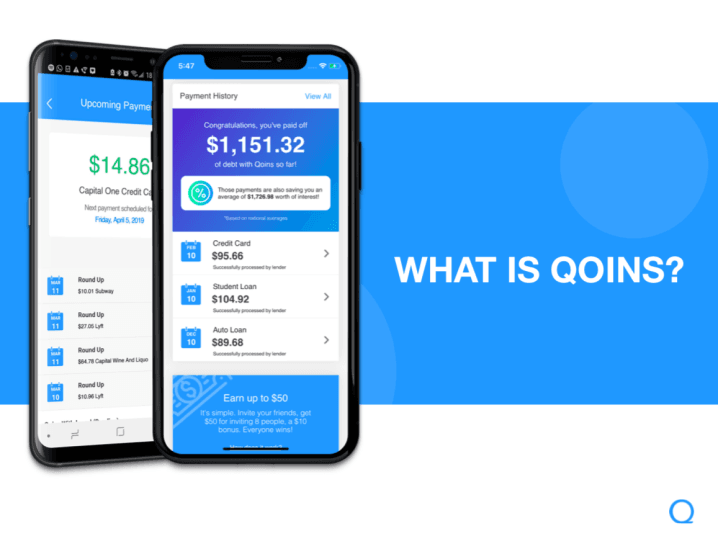 Upcoming Payme
$14.86
Capital One Credit Ca
Next payment scheduled fo
Friday, April 5, 2019
MAR
11
Round Up
$10.01 Subway
MAR
11
Round Up
$27.05 Lyft
MAR
11
Round Up
$64.78 Capital Wine And Liquo
MAR
10
Round Up
$10.96 Lyft
5:47
Payment History
View All
Congratulations, you've paid off
$1,151.32
of debt with Qoins so far!
Those payments are also saving you an
average of $1,726.98 worth of interest!
*Based on national averages
FEB
10
Credit Card
$95.66
Successfully processed by lender
JAN
10
Student Loan
$104.92
Successfully processed by lender
DEC
10
Auto Loan
$89.68
Successfully processed by lender
Earn up to $50
It's simple. Invite your friends, get
$50 for inviting 8 people, a $10
bonus. Everyone wins!
WHAT IS QOINS?